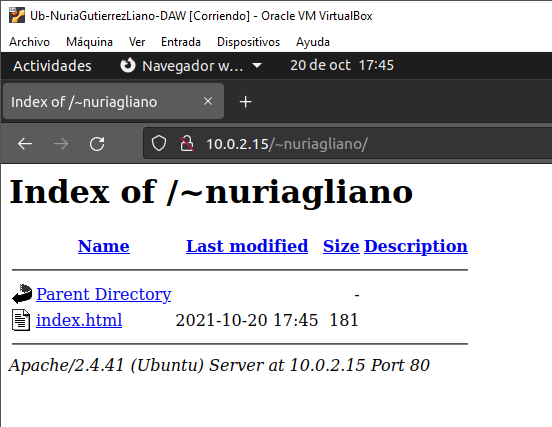 Ub-NuriaGutierrezLiano-DAW [Corriendo] - Oracle VM VirtualBox
Archivo Máquina Ver Entrada Dispositivos Ayuda
Actividades Navegador w... 20 de oct 17:45
Index of /~nuriagliano
10.0.2.15/~nuriagliano/
Index of /~nuriagliano
Name Last modified Size Description
Parent Directory -
index.html 2021-10-20 17:45 181
Apache/2.4.41 (Ubuntu) Server at 10.0.2.15 Port 80